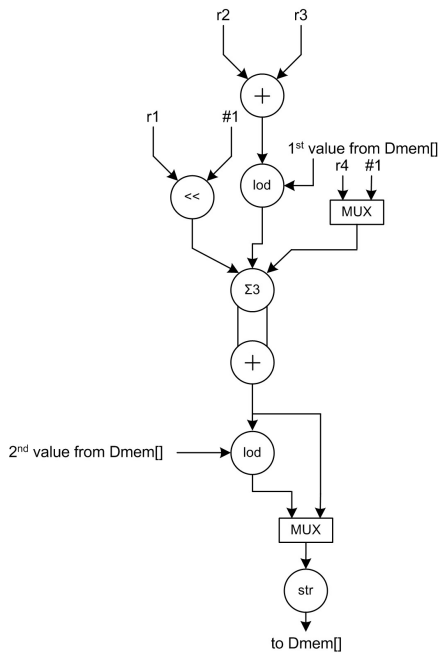 r2 r3
+
1st value from Dmem[]
r1 #1
r4 #1
<<
lod
MUX
Σ3
+
2nd value from Dmem[]
lod
MUX
str
to Dmem[]